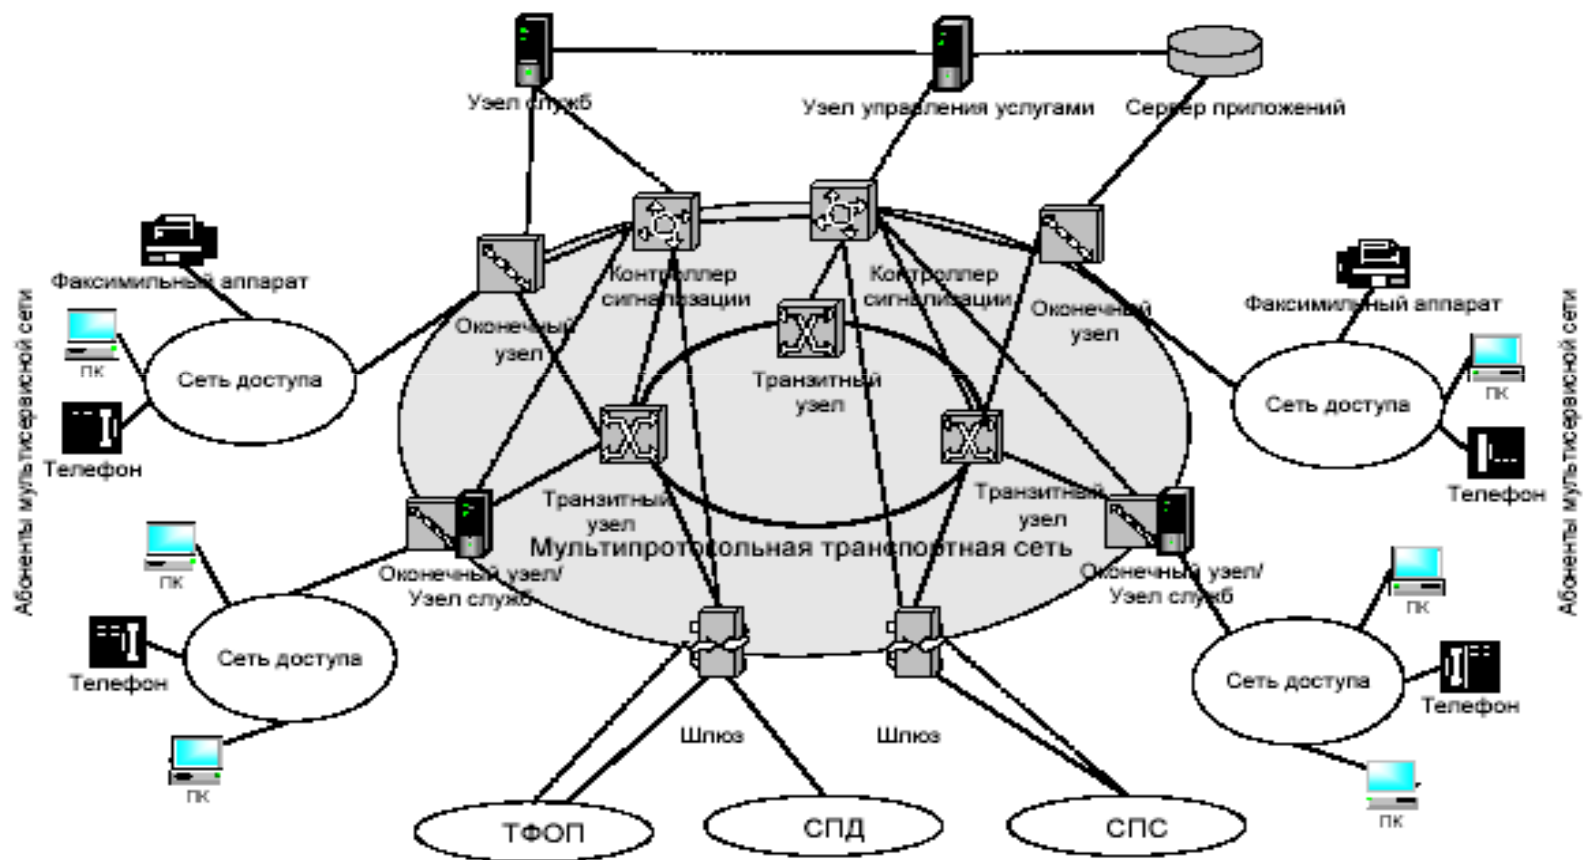 Узел служб
Узел управления услугами
Сервер приложений
Факсимильный аппарат
Контроллер
сигнализации
Контроллер
сигнализации
Факсимильный аппарат
Оконечный
узел
Оконечный
узел
ПК
Сеть доступа
Транзитный
узел
Сеть доступа
ПК
Абоненты мультисервисной сети
Абоненты мультисервисной сети
Телефон
Транзитный
узел
Транзитный
узел
Телефон
Мультипротокольная транспортная сеть
ПК
Оконечный узел/
Узел служб
Оконечный узел/
Узел служб
ПК
Сеть доступа
Телефон
Сеть доступа
Телефон
Шлюз
Шлюз
ПК
ПК
ТФОП
СПД
СПС